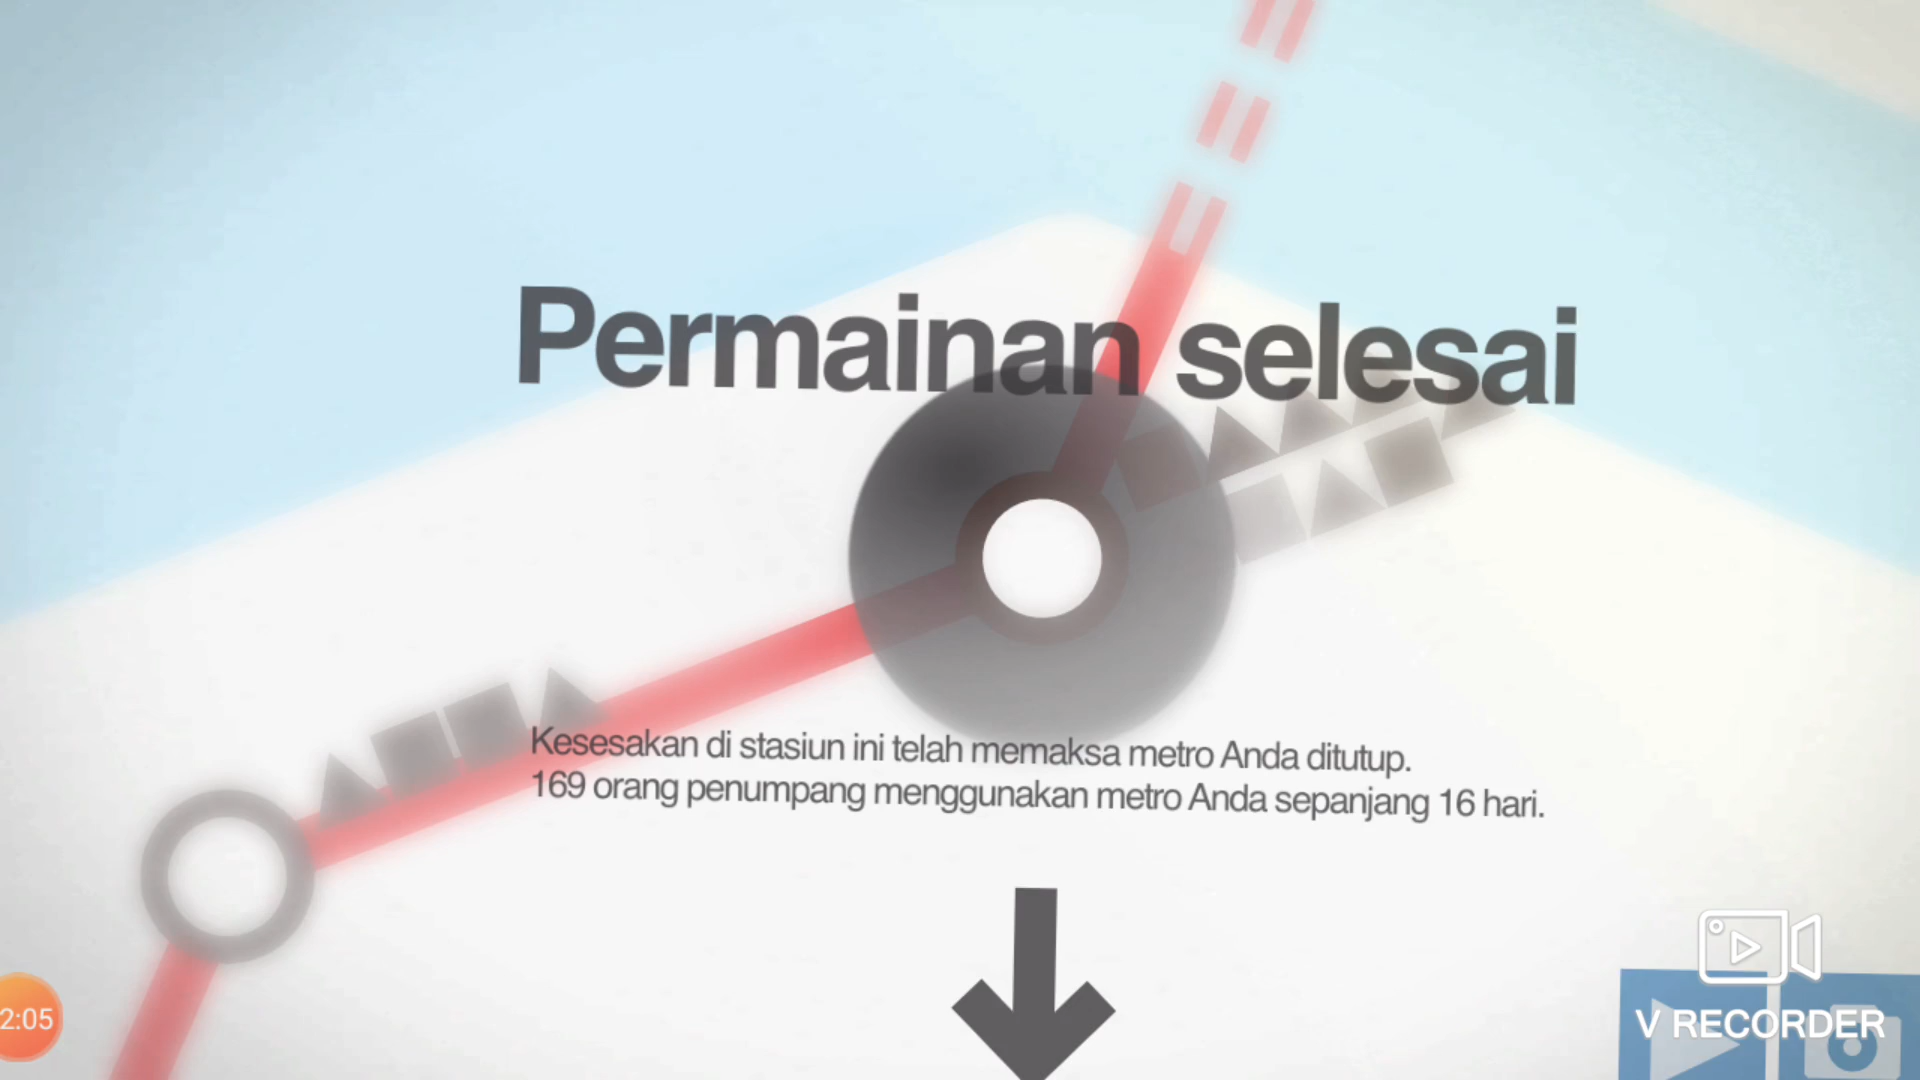 Permainan selesai
Kesesakan di stasiun ini telah memaksa metro Anda ditutup.
169 orang penumpang menggunakan metro Anda sepanjang 16 hari.
2:05
V RECORDER